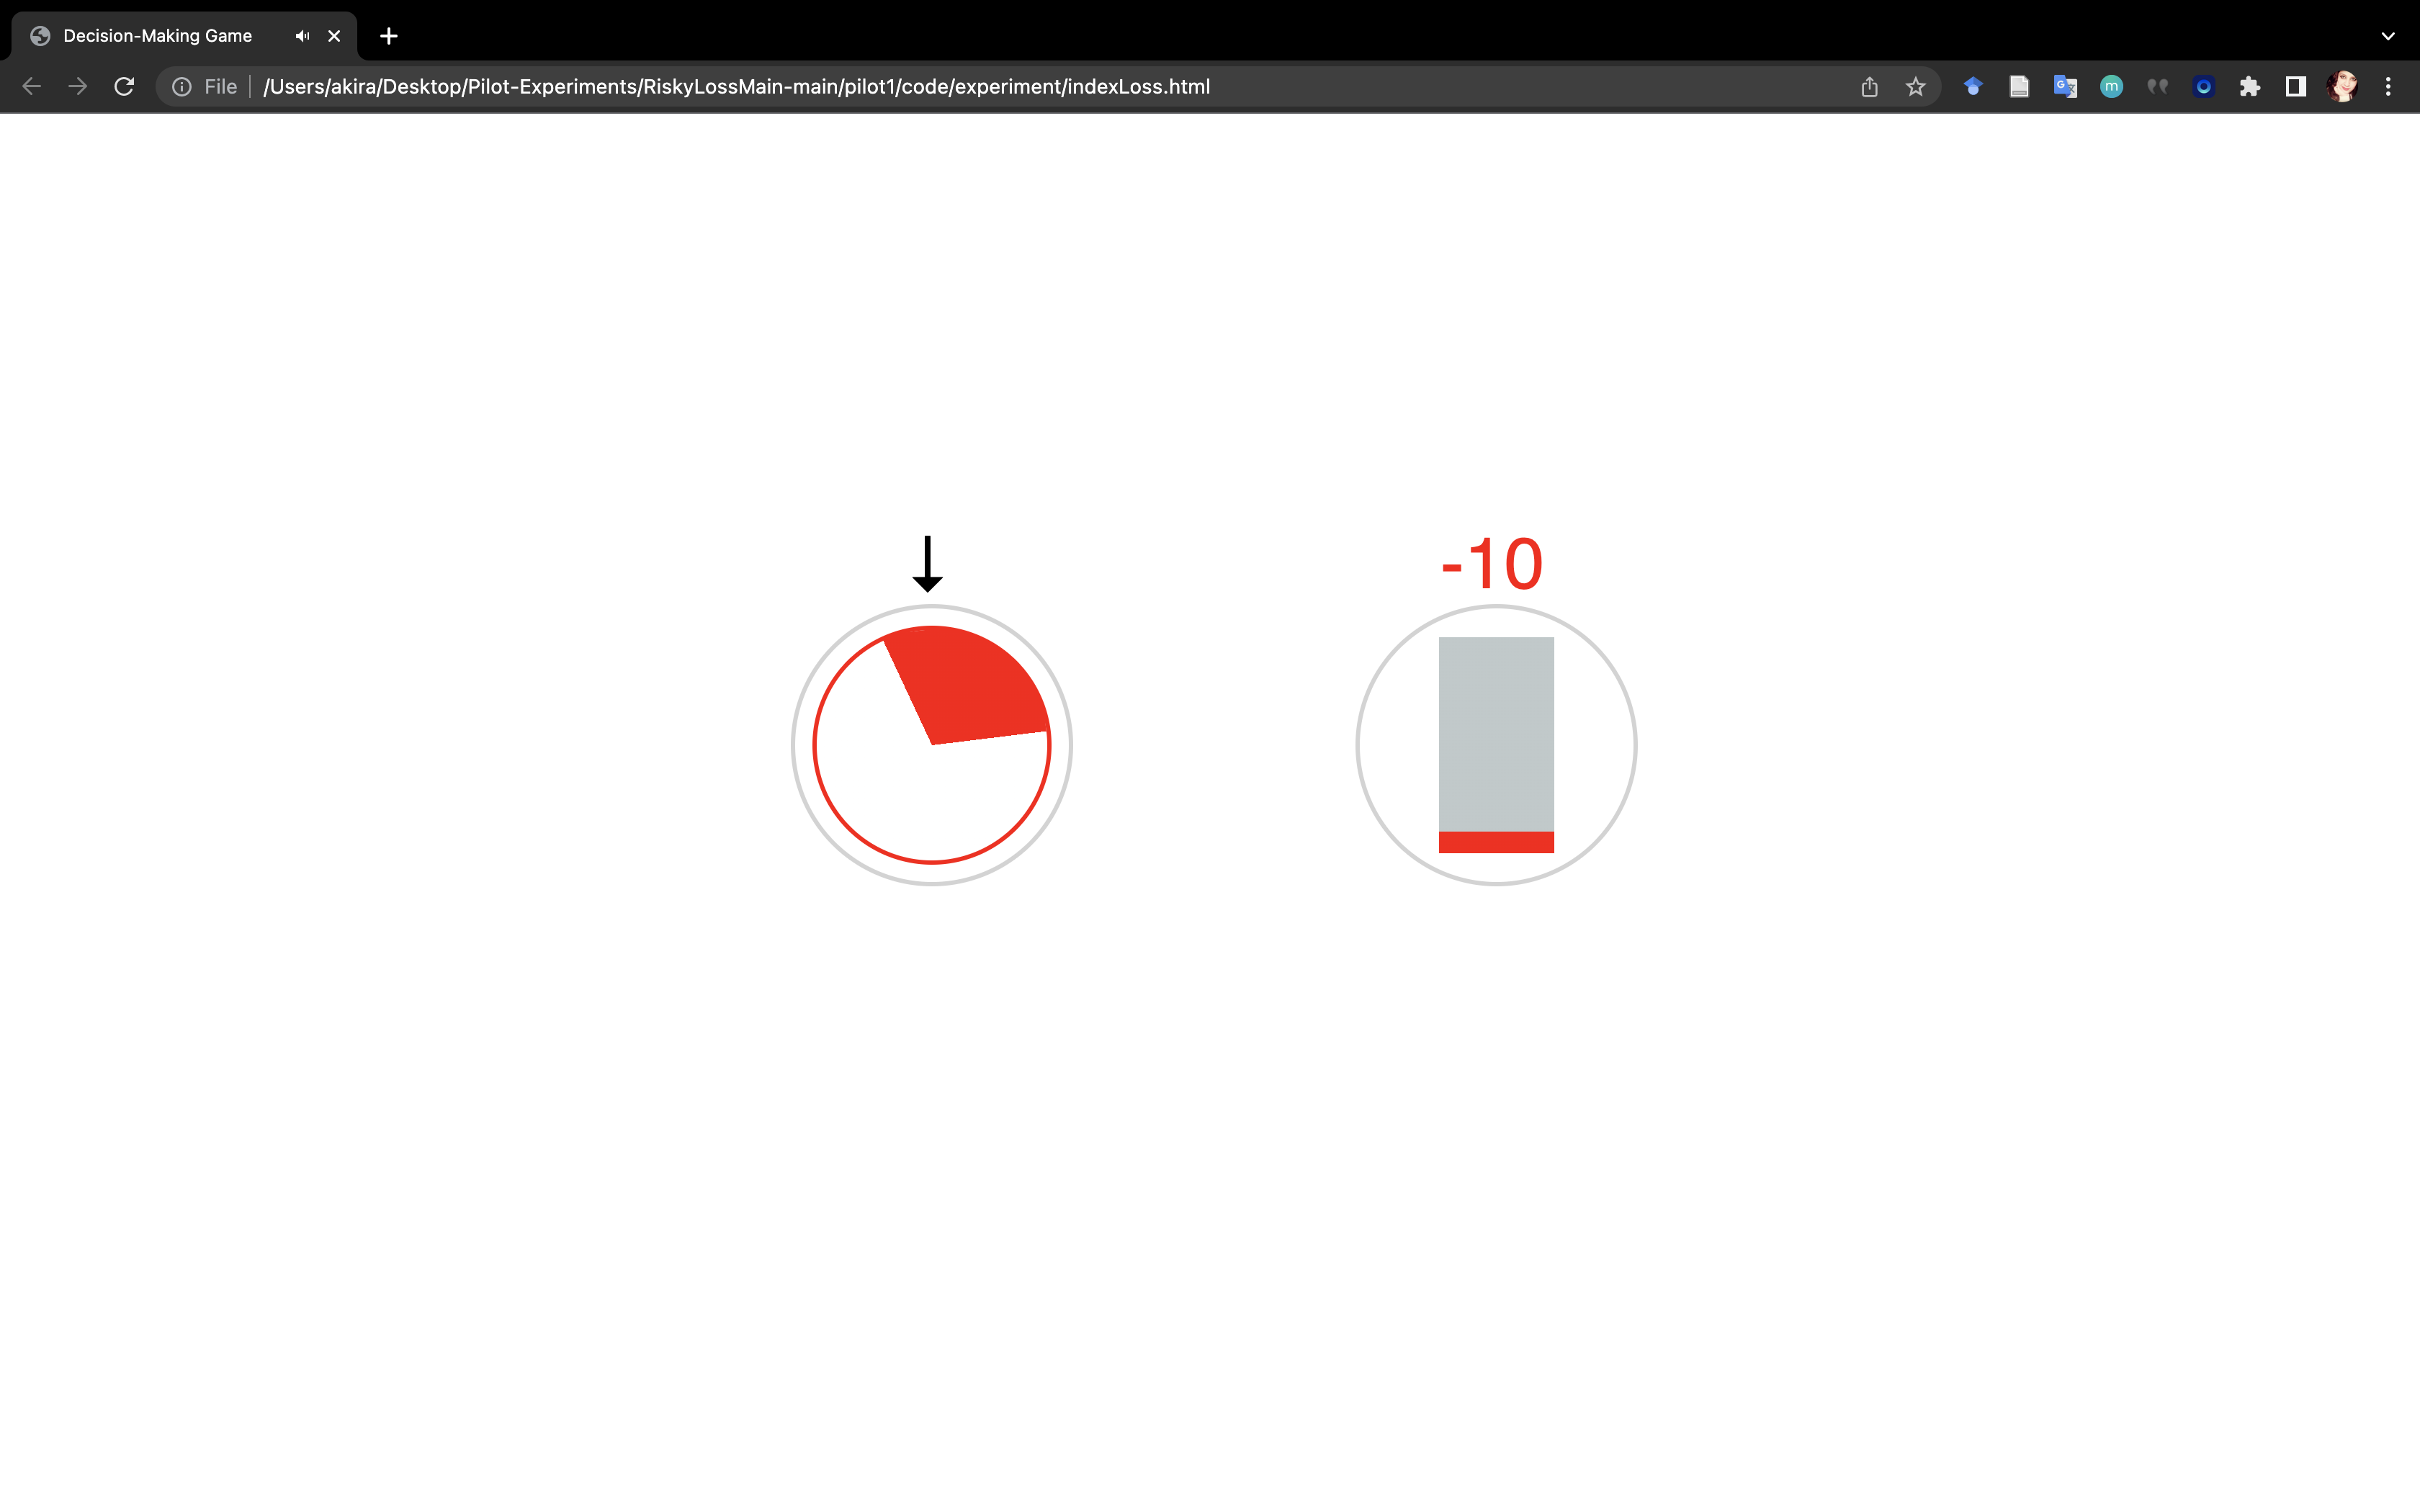 Decision-Making Game
File /Users/akira/Desktop/Pilot-Experiments/RiskyLossMain-main/pilot1/code/experiment/indexLoss.html
m
-10